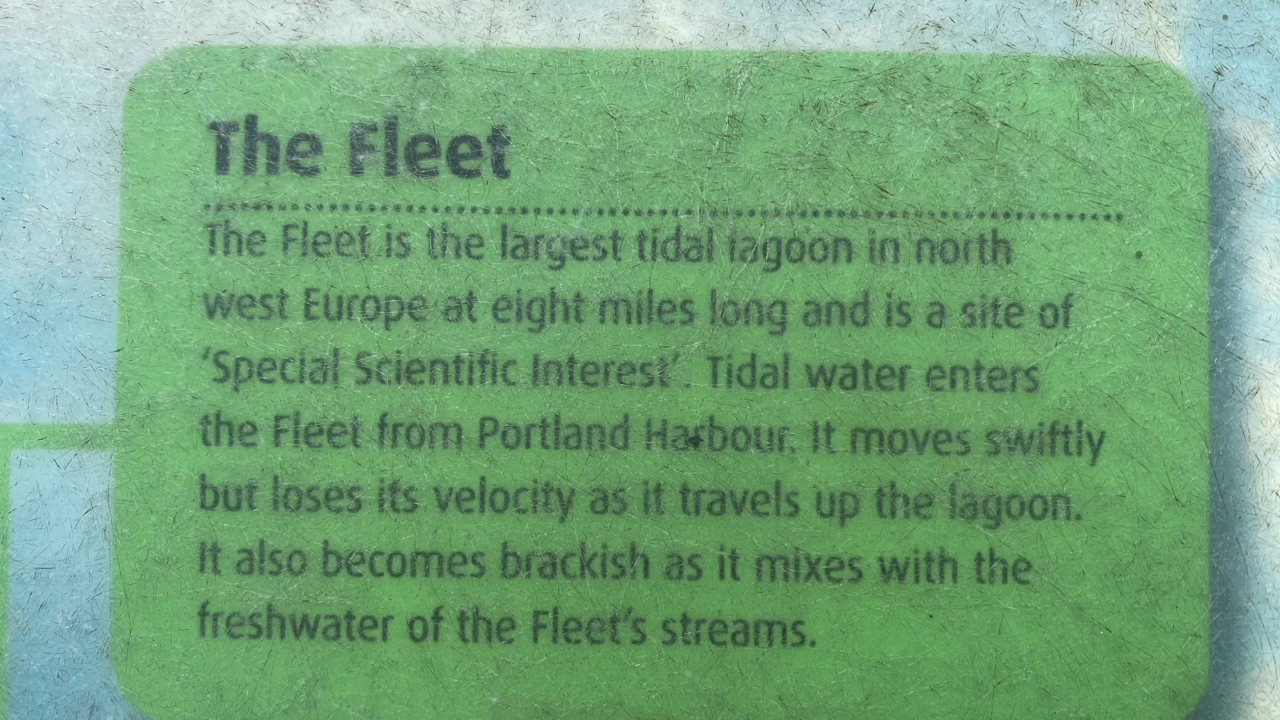 The Fleet
The Fleet is the largest tidal lagoon in north
west Europe at eight miles long and is a site of
‘Special Scientific Interest’. Tidal water enters
the Fleet from Portland Harbour. It moves swiftly
but loses its velocity as it travels up the lagoon.
It also becomes brackish as it mixes with the
freshwater of the Fleet’s streams.